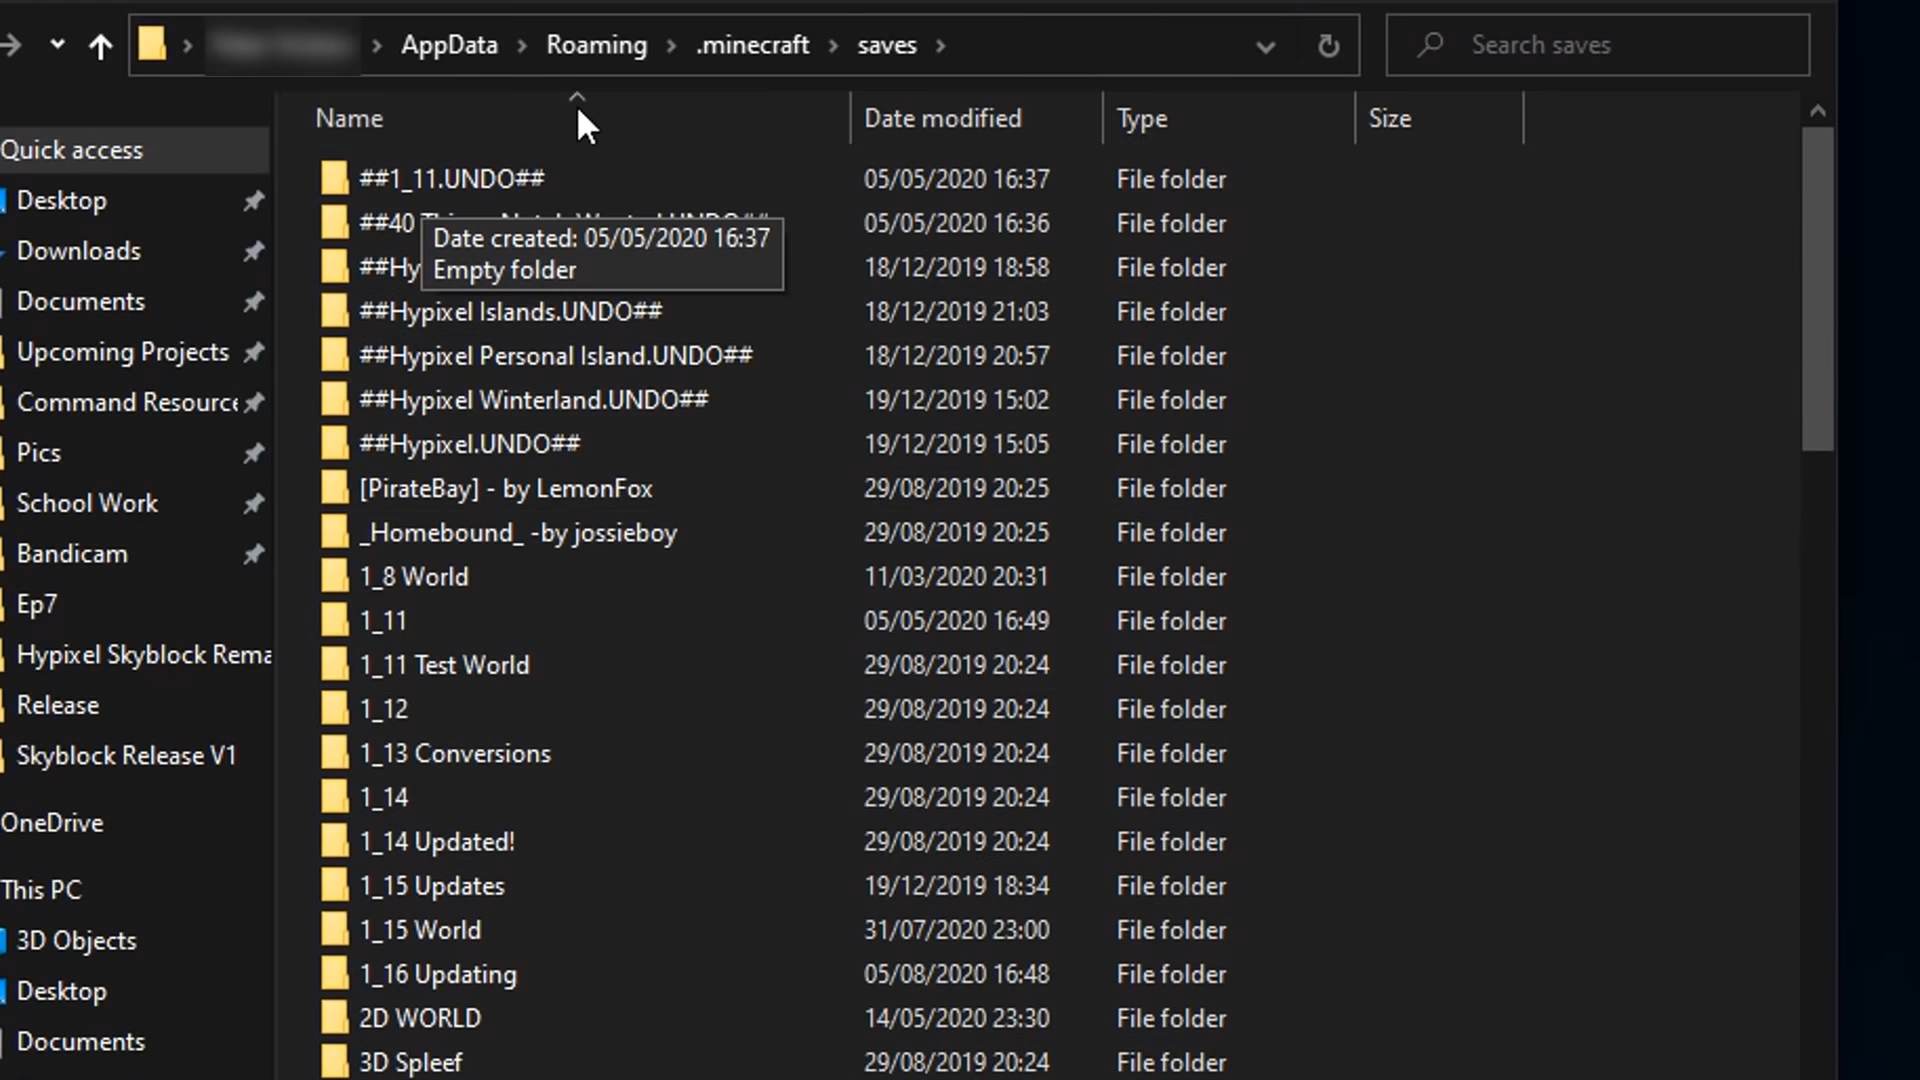 AppData
Roaming
.minecraft
saves
Search saves
Name
Date modified
Type
Size
Quick access
Desktop
Downloads
Documents
Upcoming Projects
Command Resource
Pics
School Work
Bandicam
Ep7
Hypixel Skyblock Rema
Release
Skyblock Release V1
OneDrive
This PC
3D Objects
Desktop
Documents
##1_11.UNDO## 05/05/2020 16:37 File folder
##40 05/05/2020 16:36 File folder
Date created: 05/05/2020 16:37
Empty folder
##Hy 18/12/2019 18:58 File folder
##Hypixel Islands.UNDO## 18/12/2019 21:03 File folder
##Hypixel Personal Island.UNDO## 18/12/2019 20:57 File folder
##Hypixel Winterland.UNDO## 19/12/2019 15:02 File folder
##Hypixel.UNDO## 19/12/2019 15:05 File folder
[PirateBay] - by LemonFox 29/08/2019 20:25 File folder
_Homebound_ -by jossieboy 29/08/2019 20:25 File folder
1_8 World 11/03/2020 20:31 File folder
1_11 05/05/2020 16:49 File folder
1_11 Test World 29/08/2019 20:24 File folder
1_12 29/08/2019 20:24 File folder
1_13 Conversions 29/08/2019 20:24 File folder
1_14 29/08/2019 20:24 File folder
1_14 Updated! 29/08/2019 20:24 File folder
1_15 Updates 19/12/2019 18:34 File folder
1_15 World 31/07/2020 23:00 File folder
1_16 Updating 05/08/2020 16:48 File folder
2D WORLD 14/05/2020 23:30 File folder
3D Spleef 29/08/2019 20:24 File folder